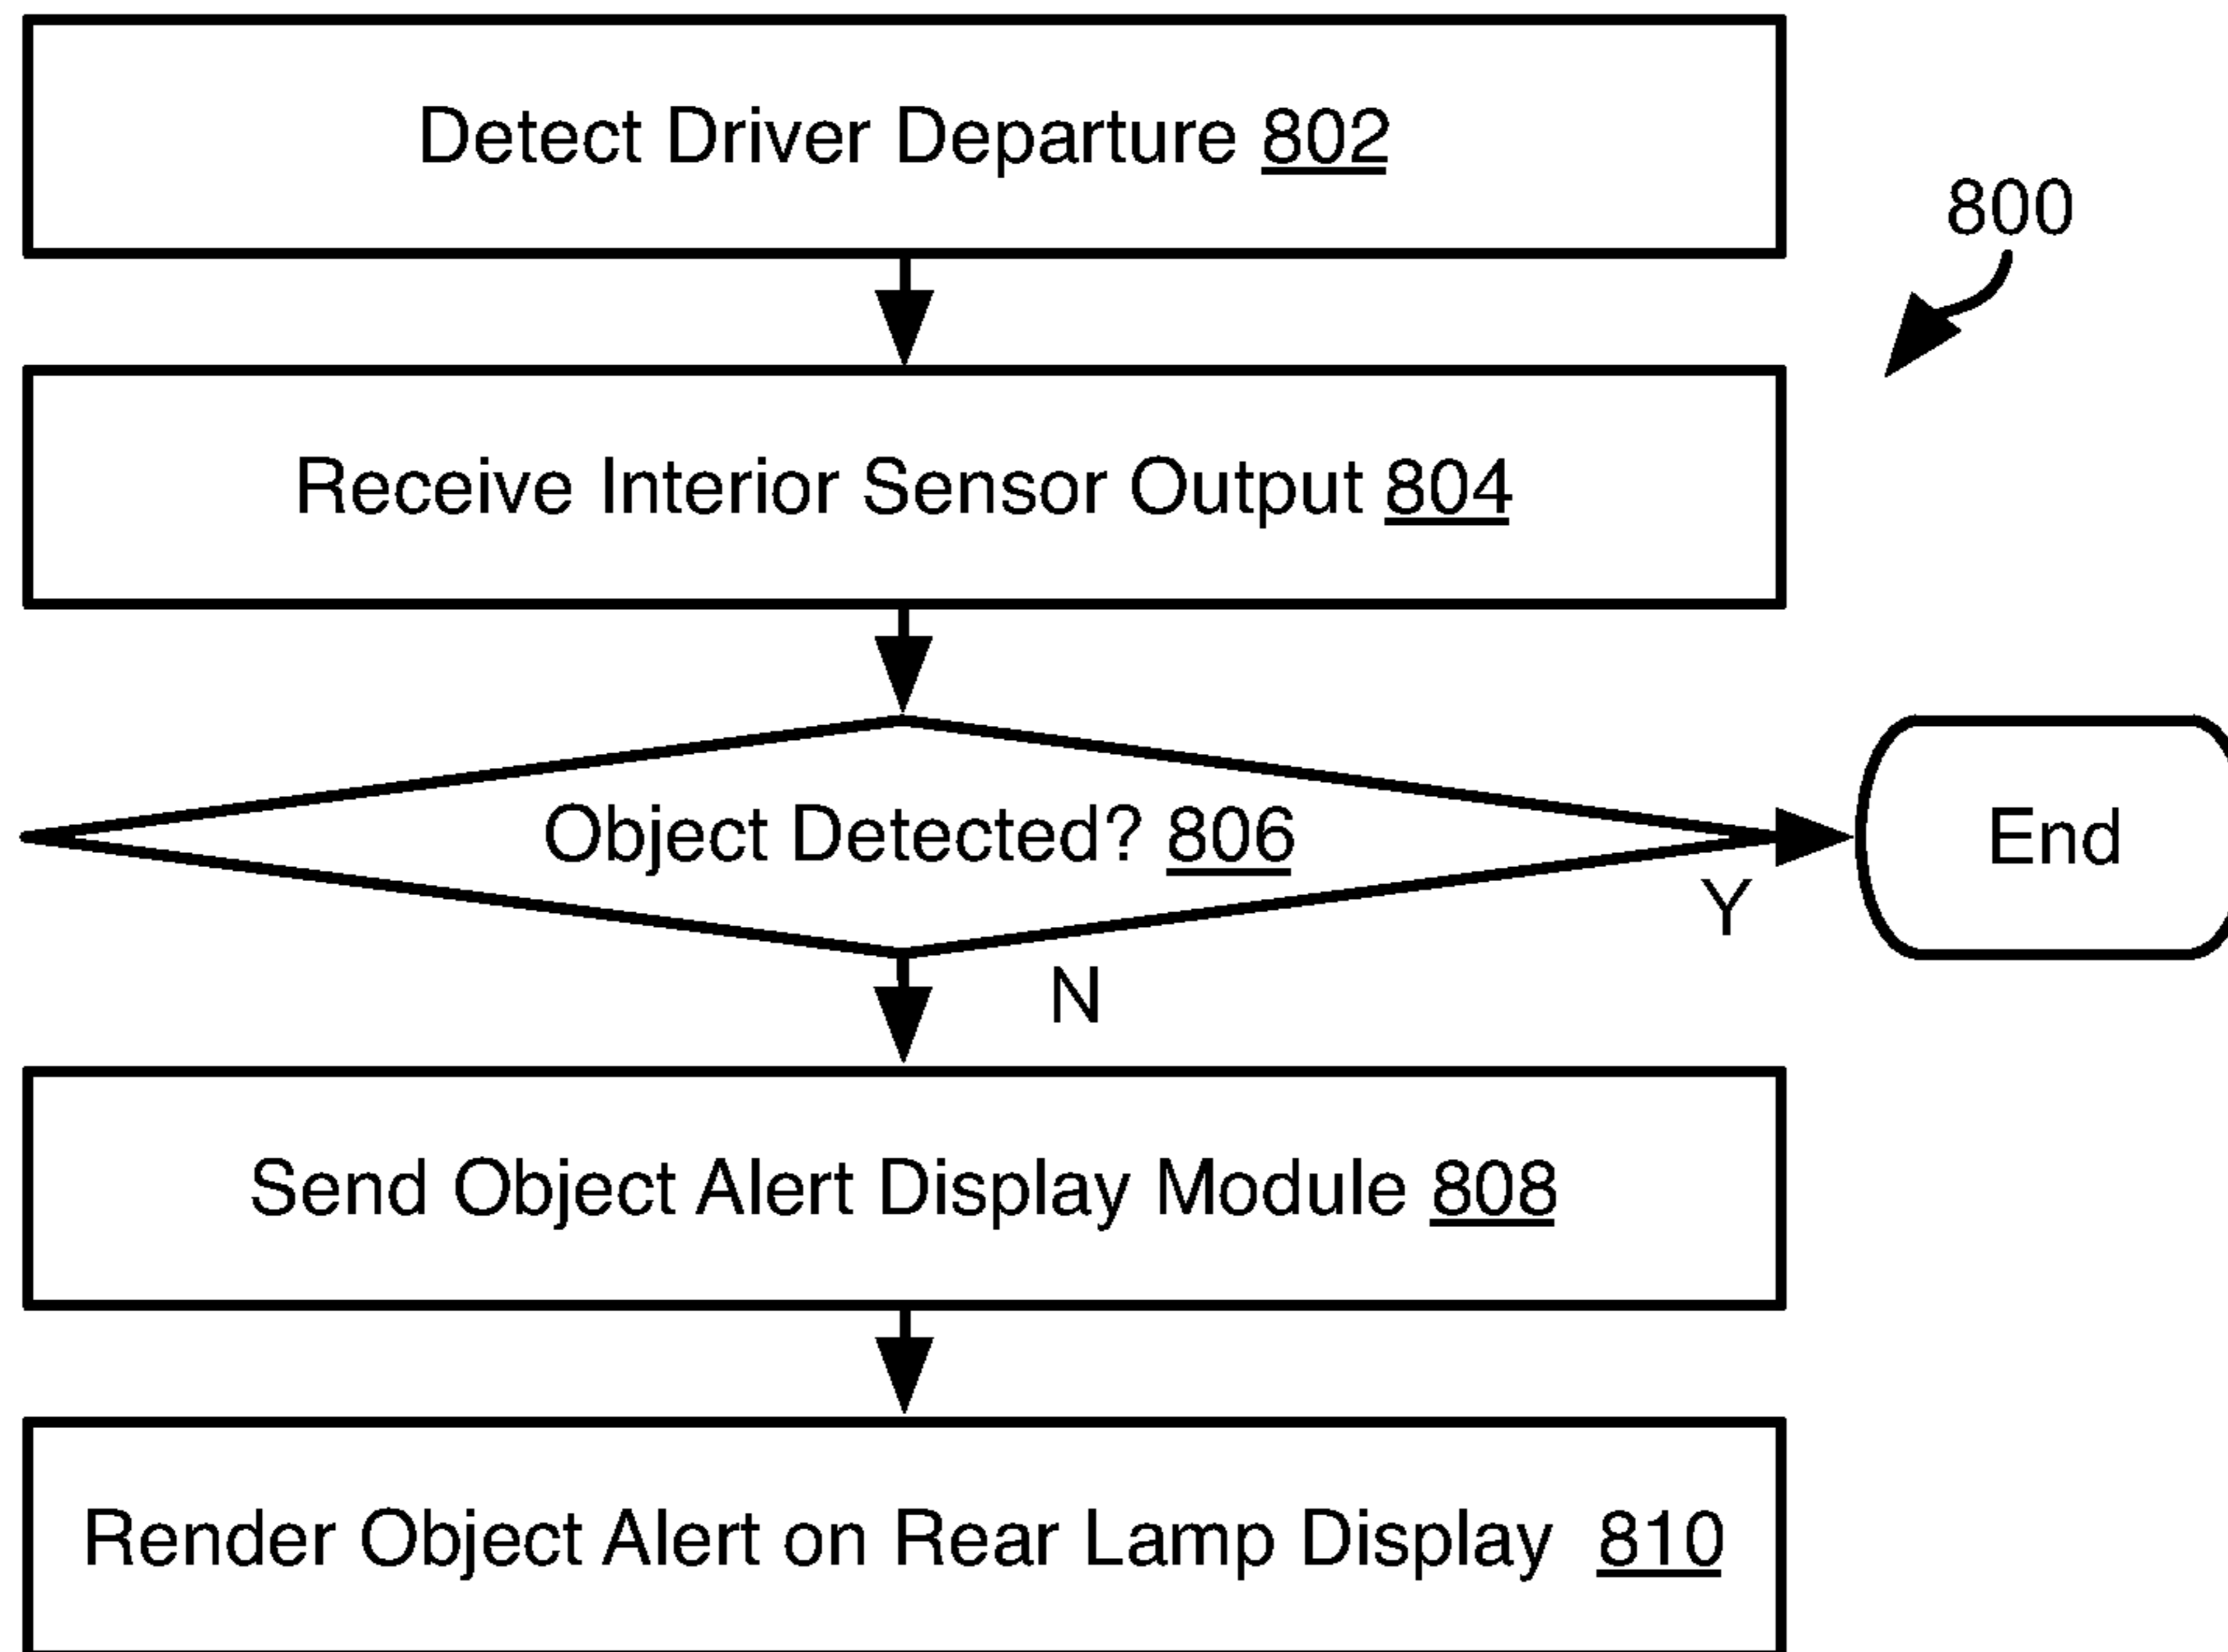 Detect Driver Departure 802
800
Receive Interior Sensor Output 804
Object Detected? 806
End
Y
N
Send Object Alert Display Module 808
Render Object Alert on Rear Lamp Display 810